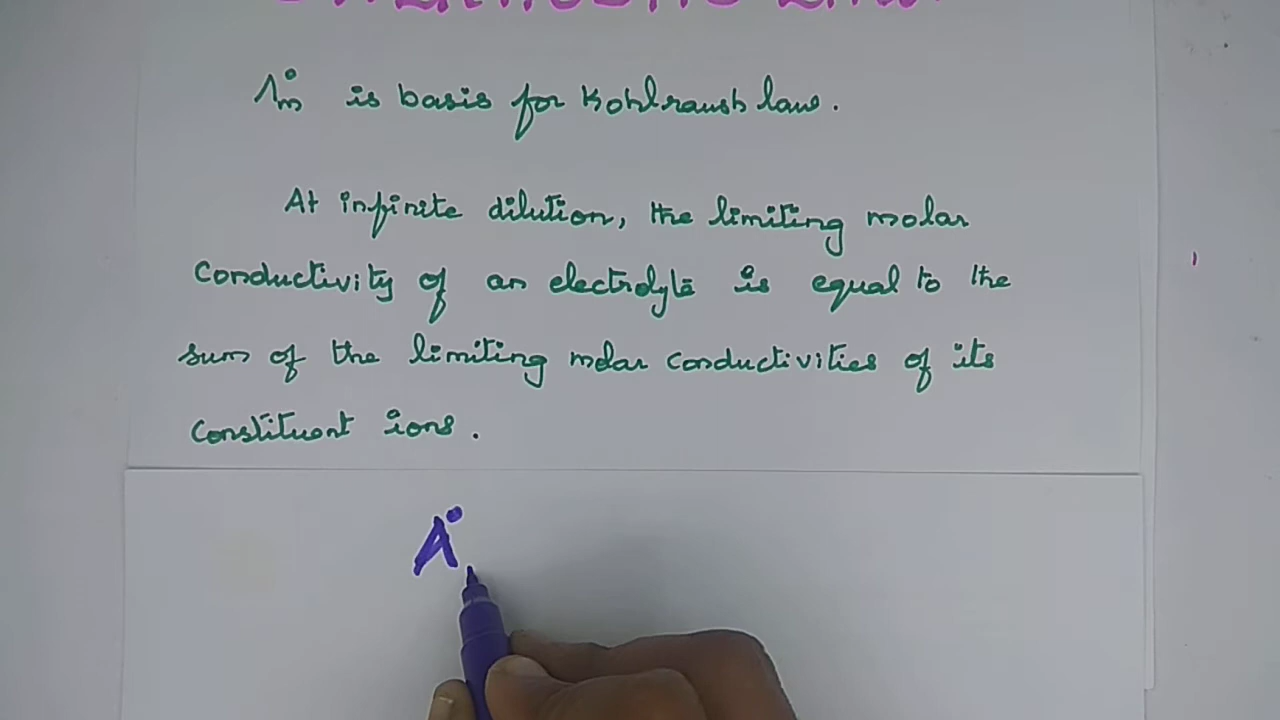 Λ°m is basis for Kohlraush law.
At infinite dilution, the limiting molar
conductivity of an electrolyte is equal to the
sum of the limiting molar conductivities of its
constituent ions.
Λ°